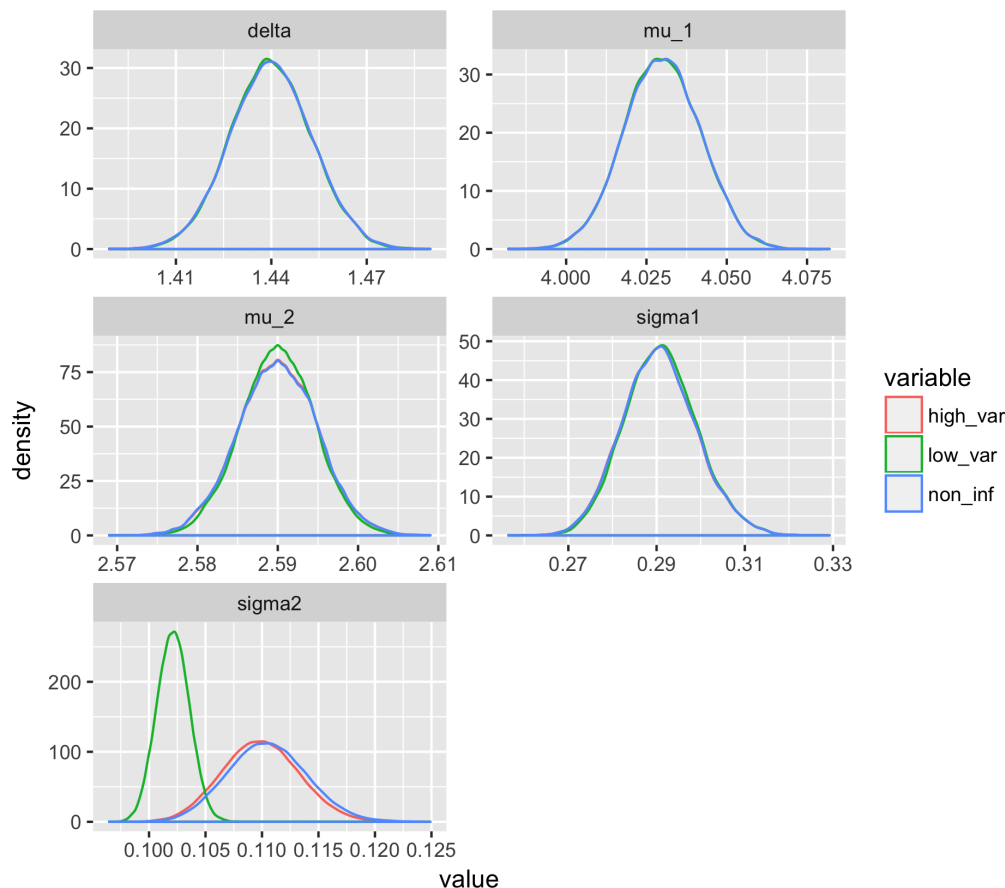 delta
mu_1
30
20
10
0
30
20
10
0
1.41 1.44 1.47
4.000 4.025 4.050 4.075
mu_2
sigma1
75
50
25
0
50
40
30
20
10
0
2.57 2.58 2.59 2.60 2.61
0.27 0.29 0.31 0.33
sigma2
200
100
0
0.100 0.105 0.110 0.115 0.120 0.125
value
density
variable
high_var
low_var
non_inf